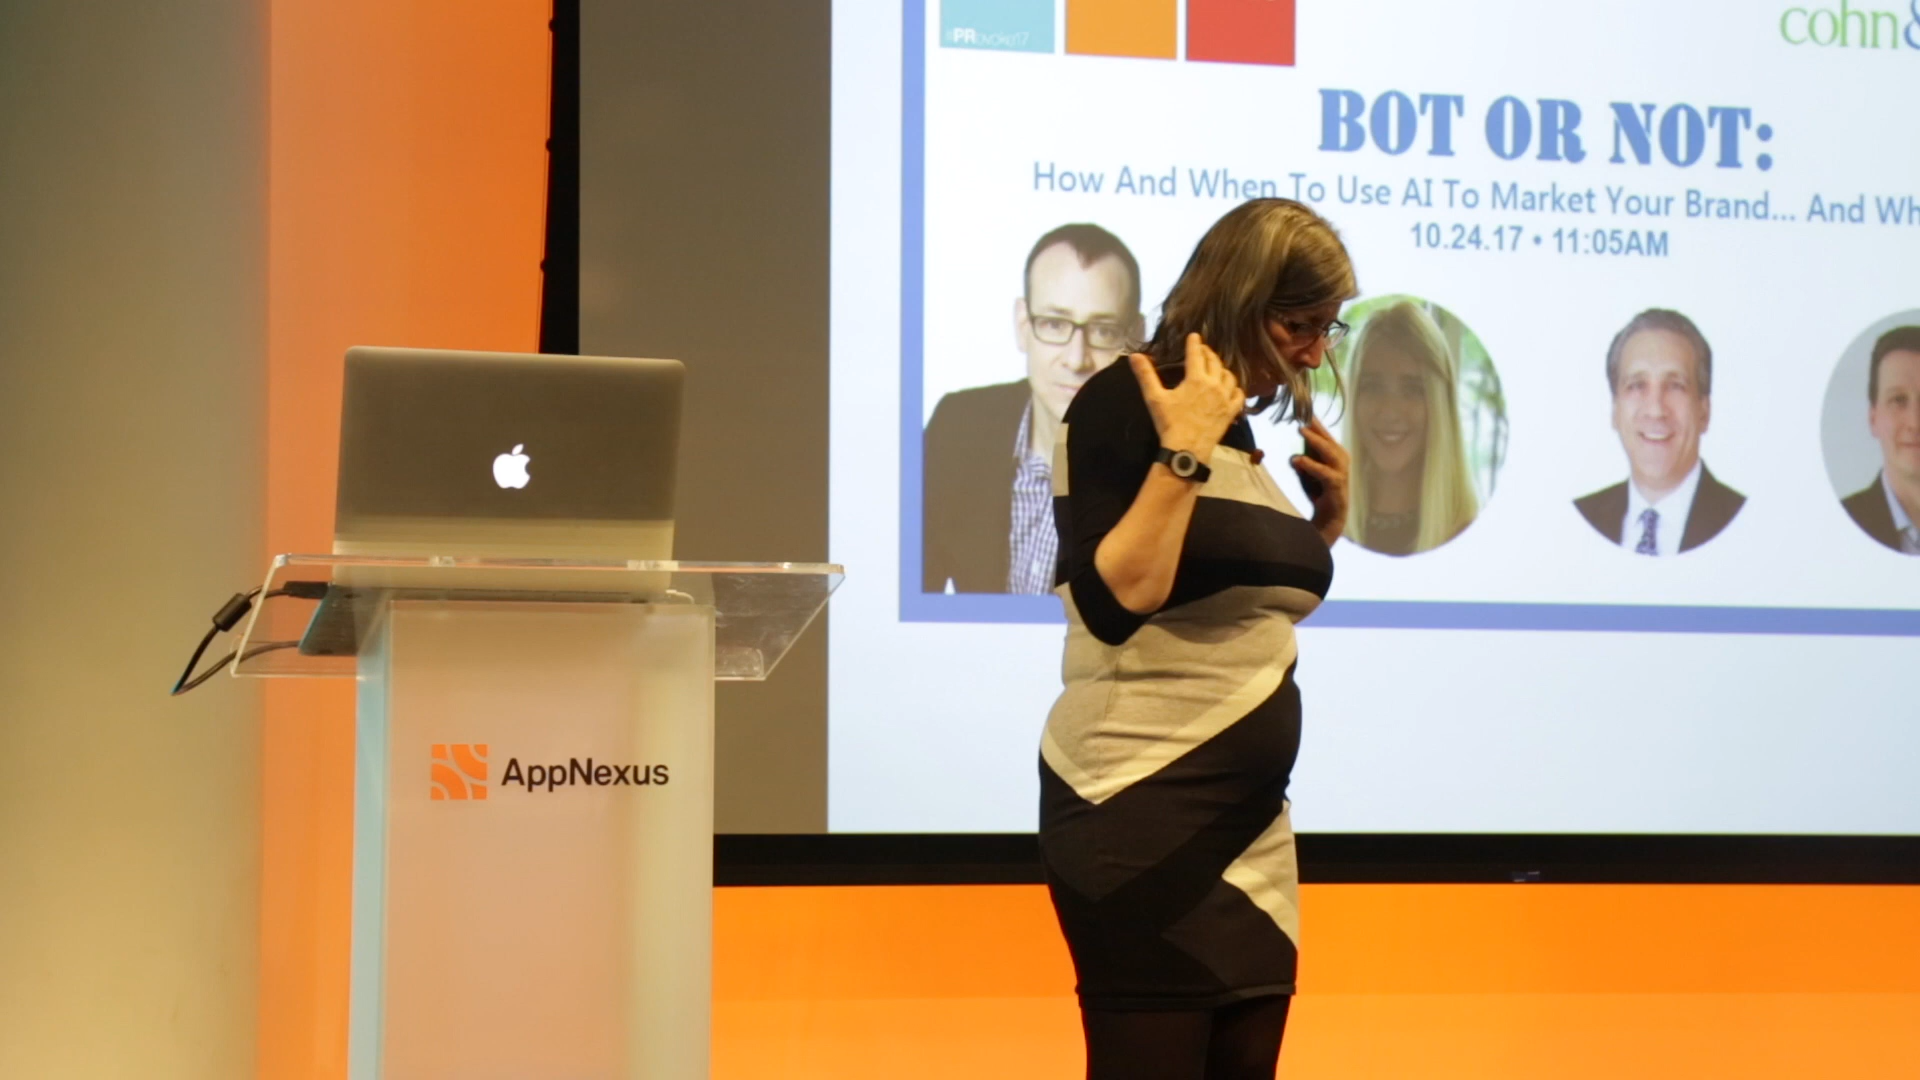 #PRovoke17
cohn&
BOT OR NOT:
How And When To Use AI To Market Your Brand... And Wh
10.24.17 • 11:05AM
AppNexus